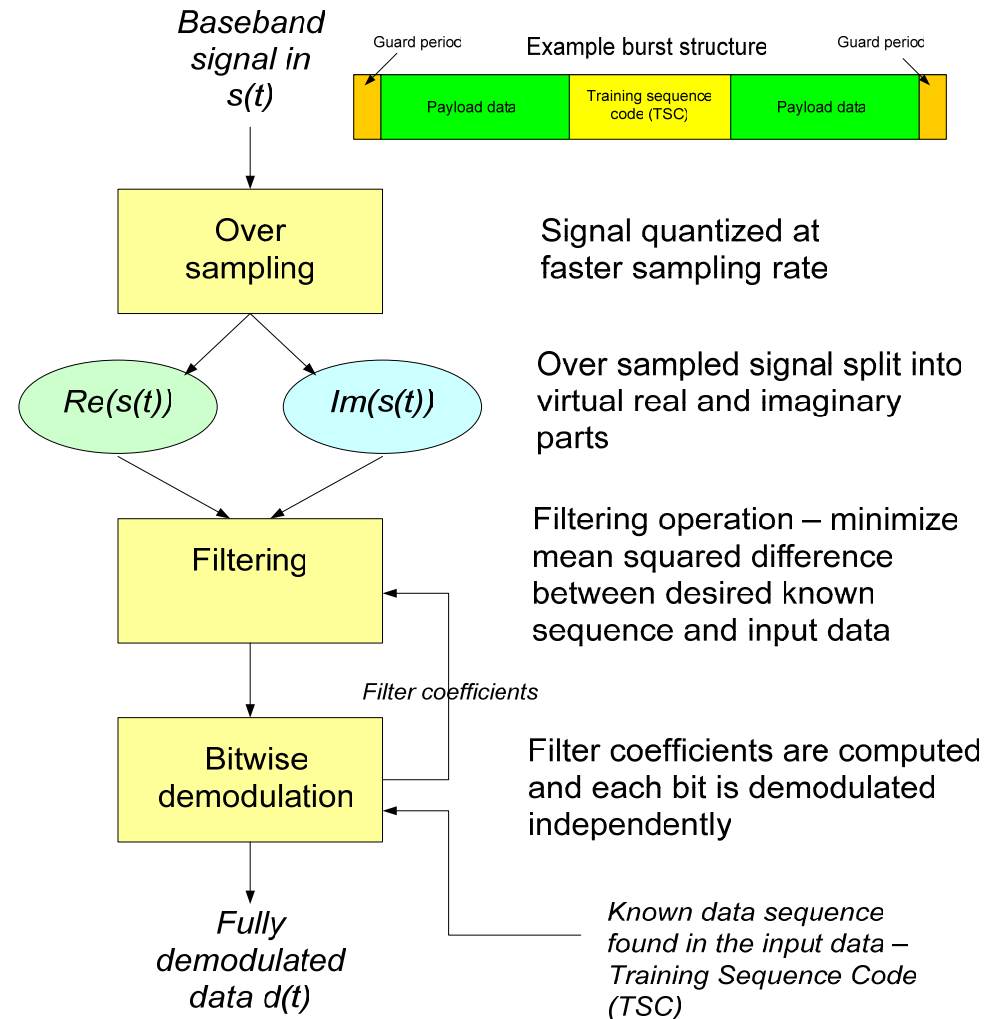 Baseband
signal in
s(t)
Guard period
Example burst structure
Guard period
Payload data
Training sequence
code (TSC)
Payload data
Over
sampling
Signal quantized at
faster sampling rate
Re(s(t))
Im(s(t))
Over sampled signal split into
virtual real and imaginary
parts
Filtering
Filtering operation – minimize
mean squared difference
between desired known
sequence and input data
Filter coefficients
Bitwise
demodulation
Filter coefficients are computed
and each bit is demodulated
independently
Fully
demodulated
data d(t)
Known data sequence
found in the input data –
Training Sequence Code
(TSC)